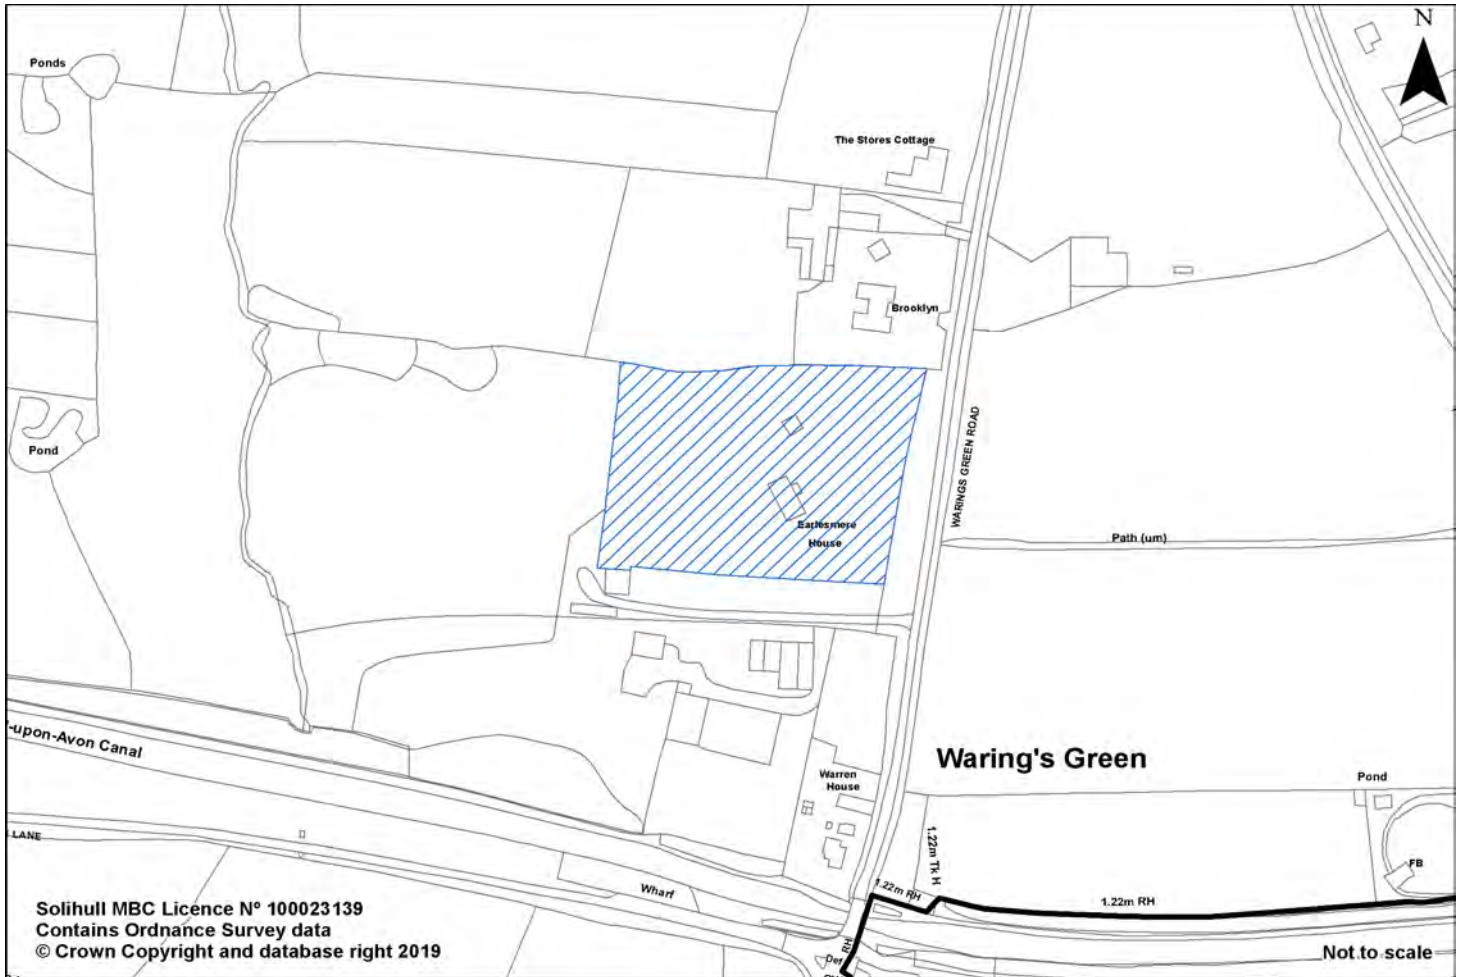 N
Ponds
The Stores Cottage
Brooklyn
WARINGS GREEN ROAD
Pond
Earlesmere
House
Path (um)
-upon-Avon Canal
Waring's Green
Warren
House
Pond
1.22m Tk H
FB
LANE
Wharf
1.22m RH
1.22m RH
RH
Def
Solihull MBC Licence Nº 100023139
Contains Ordnance Survey data
© Crown Copyright and database right 2019
Not to scale